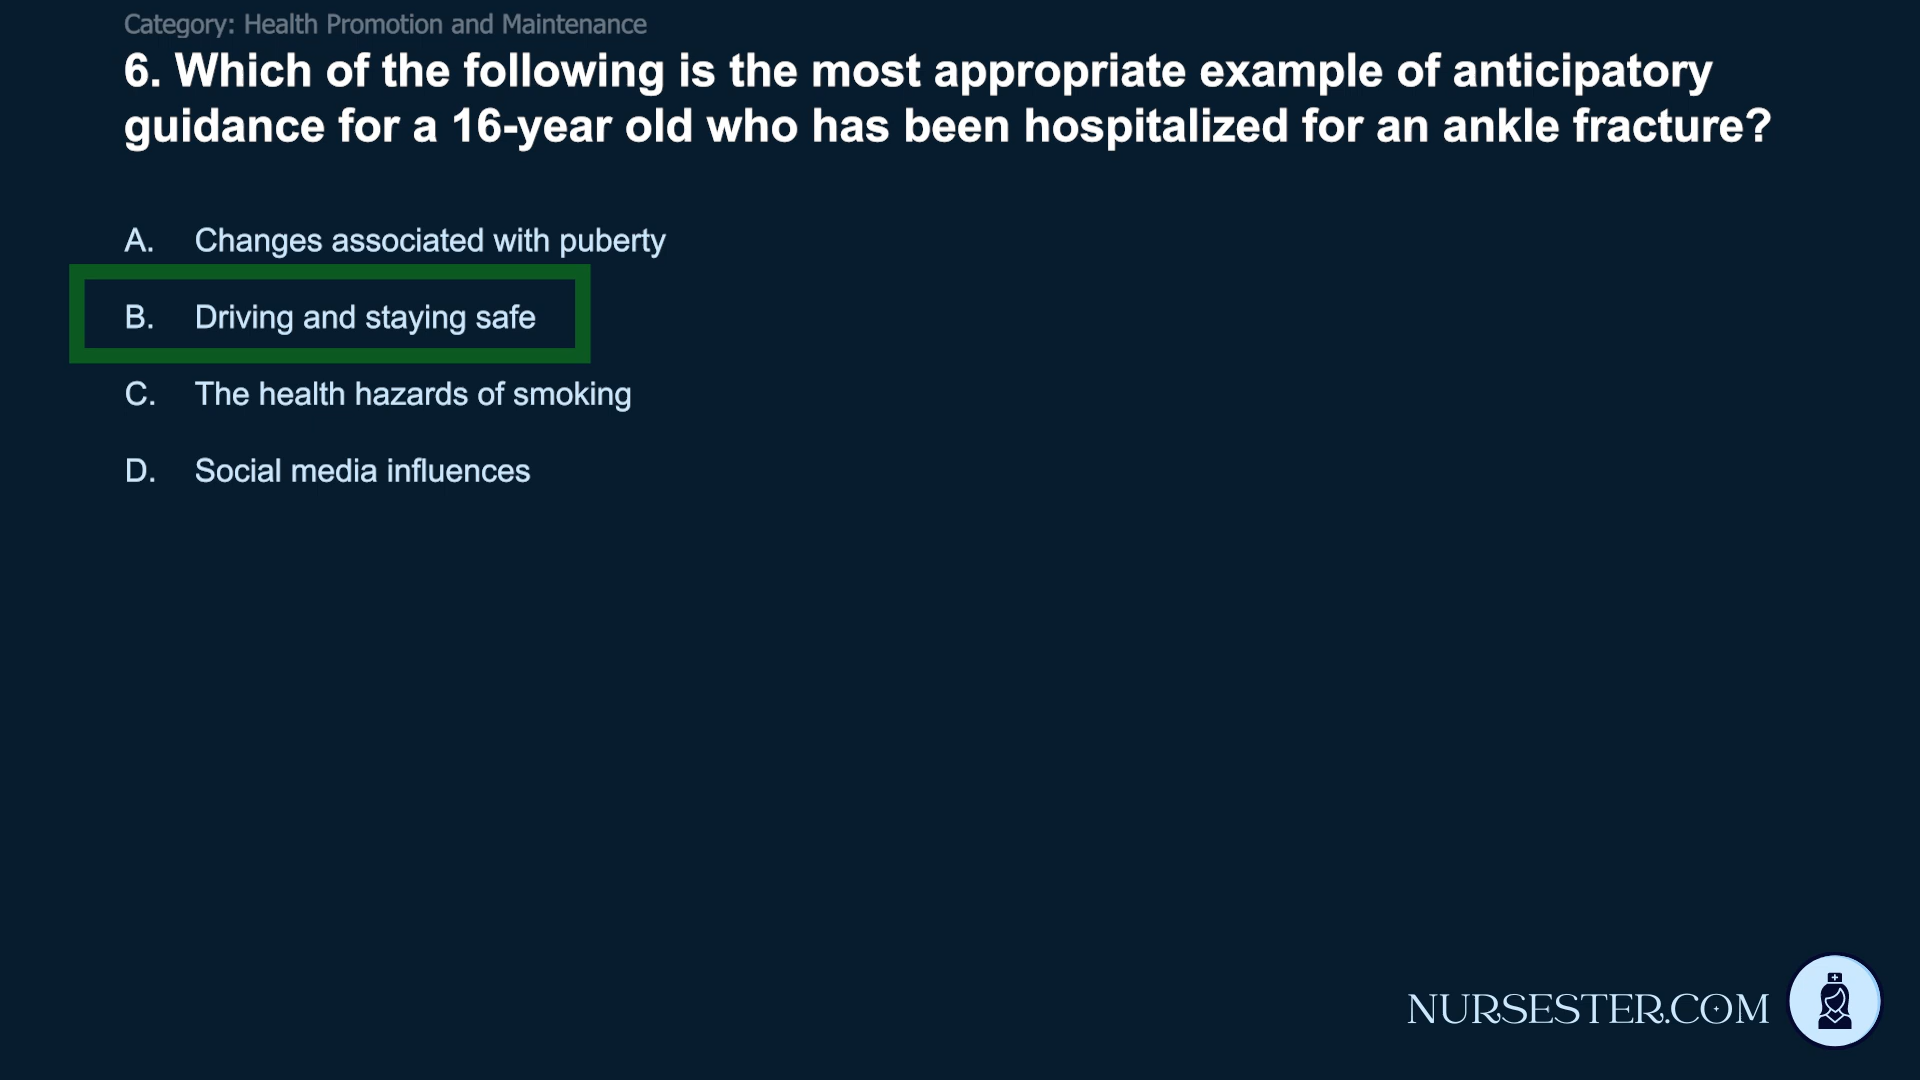 Category: Health Promotion and Maintenance
6. Which of the following is the most appropriate example of anticipatory
guidance for a 16-year old who has been hospitalized for an ankle fracture?
A. Changes associated with puberty
B. Driving and staying safe
C. The health hazards of smoking
D. Social media influences
NURSESTER.COM